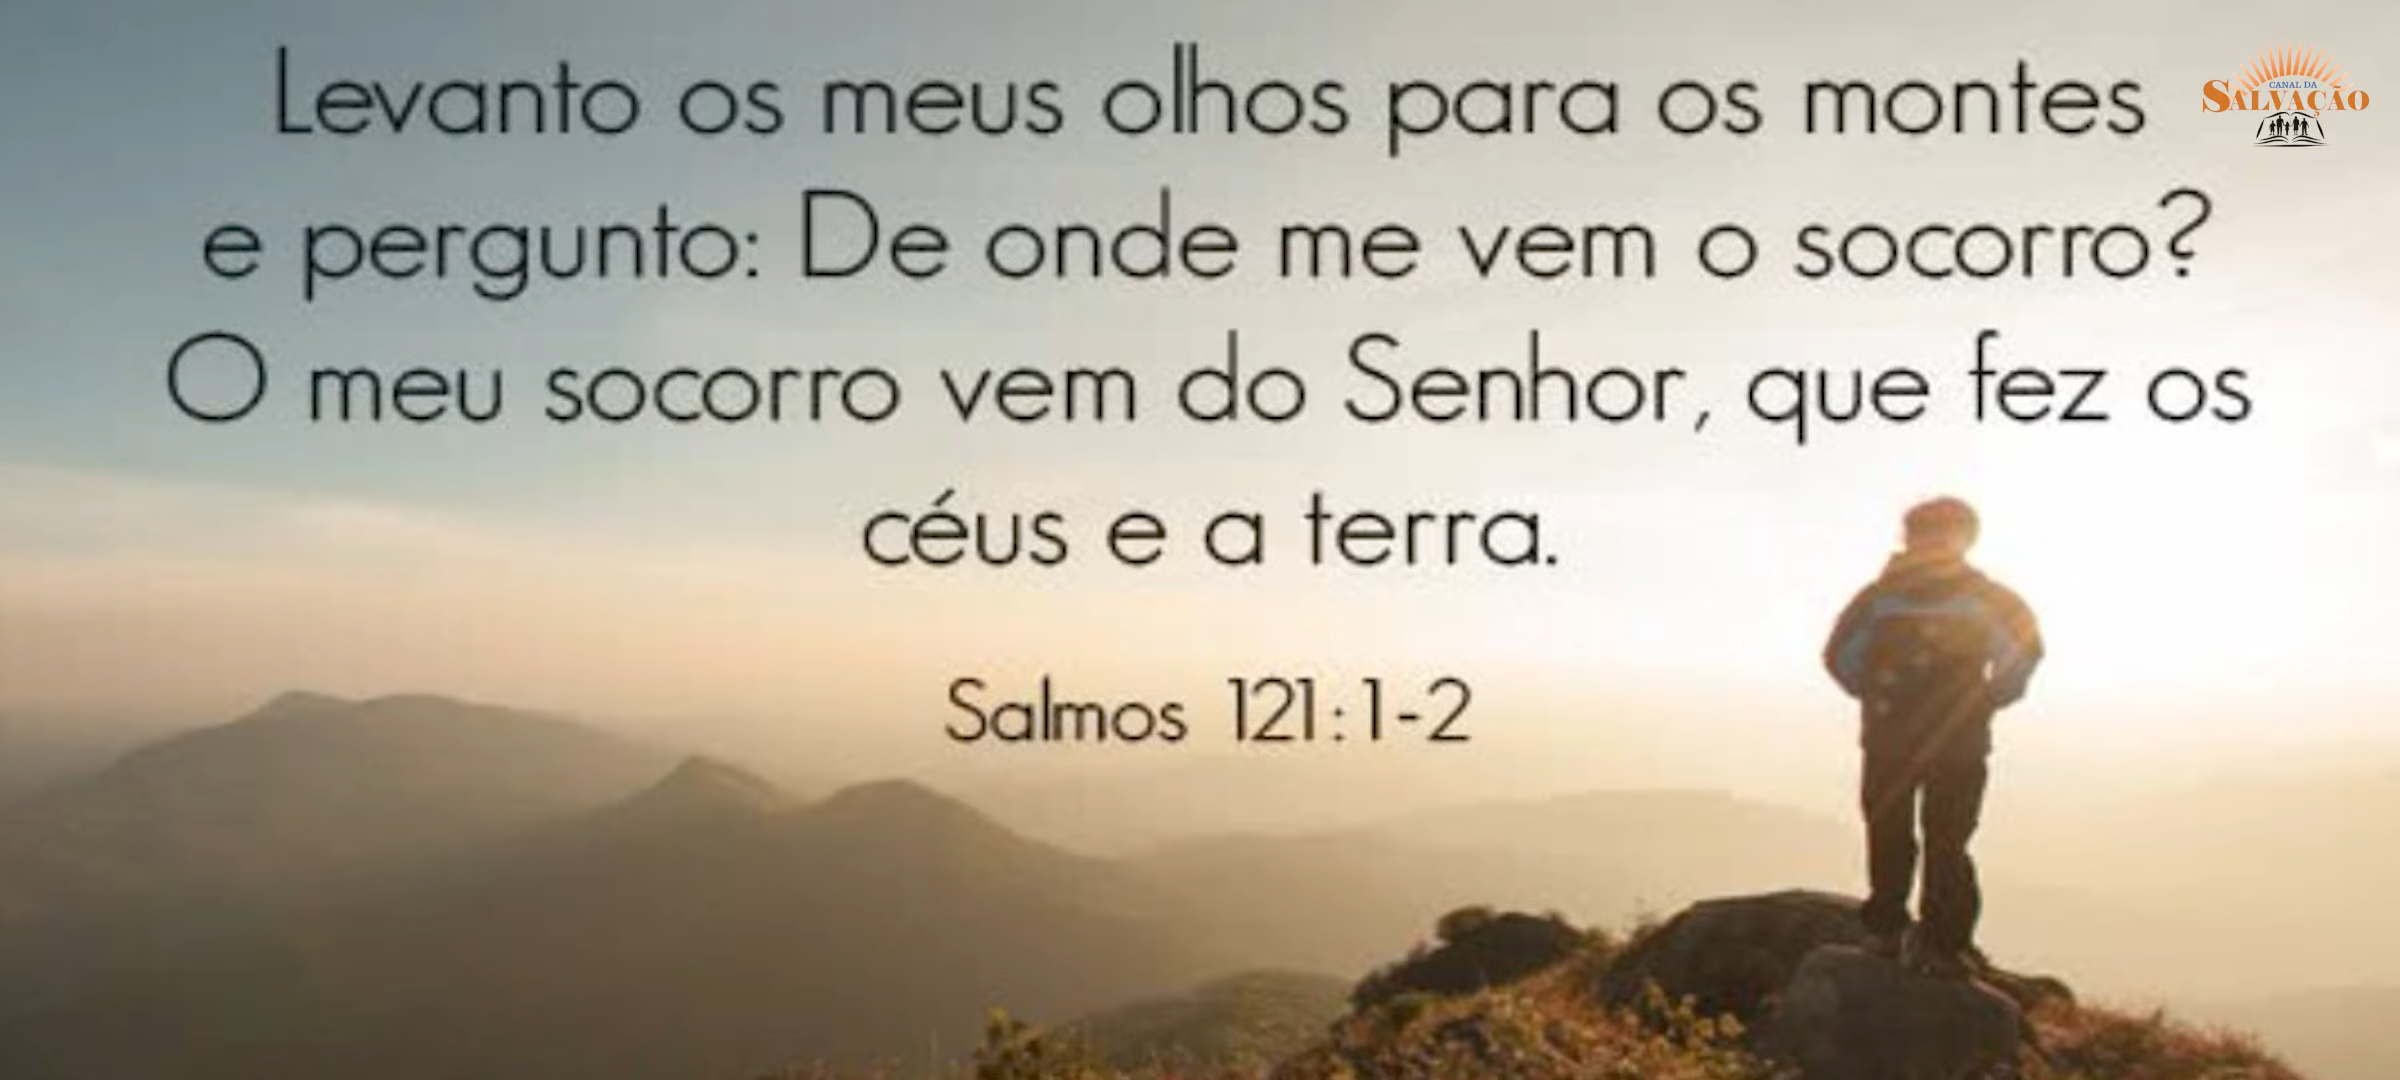 Levanto os meus olhos para os montes
e pergunto: De onde me vem o socorro?
O meu socorro vem do Senhor, que fez os
céus e a terra.
Salmos 121:1-2
CANAL DA
SALVAÇÃO